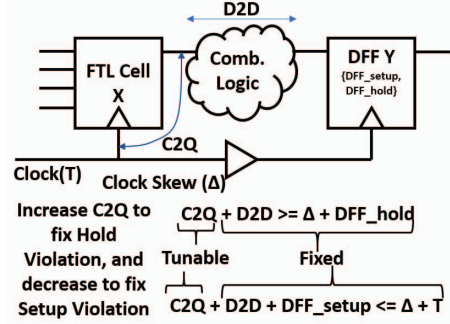 D2D
FTL Cell
X
Comb.
Logic
DFF Y
{DFF_setup,
DFF_hold}
C2Q
Clock(T)
Clock Skew (Δ)
Increase C2Q to
fix Hold
Violation, and
decrease to fix
Setup Violation
C2Q + D2D >= Δ + DFF_hold
Tunable
Fixed
C2Q + D2D + DFF_setup <= Δ + T